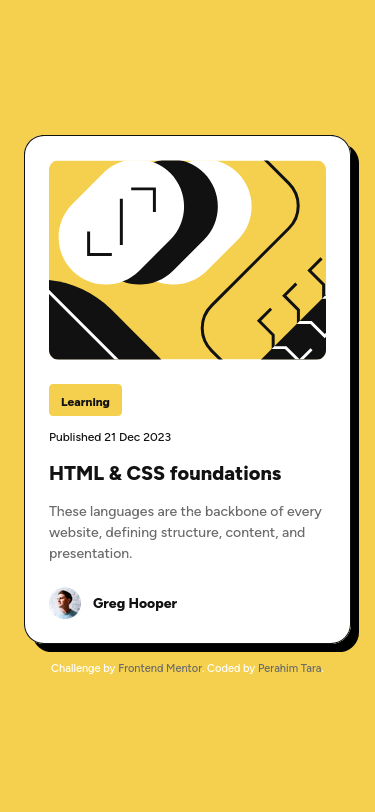 Learning
Published 21 Dec 2023
HTML & CSS foundations
These languages are the backbone of every
website, defining structure, content, and
presentation.
Greg Hooper
Challenge by Frontend Mentor. Coded by Perahim Tara.